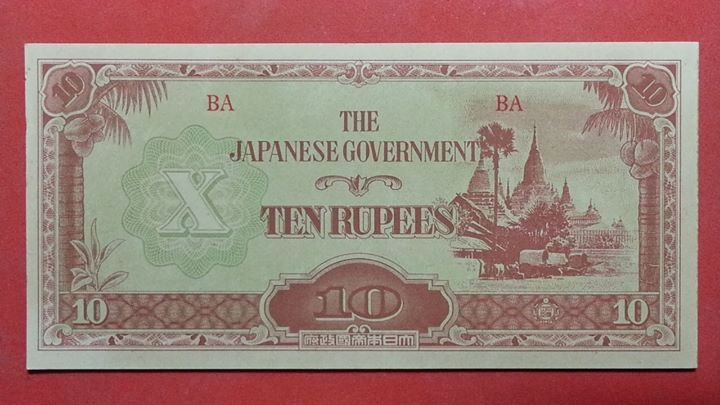 10 10
BA BA
THE
JAPANESE GOVERNMENT
X
TEN RUPEES
10 10 10
大日本帝國政府